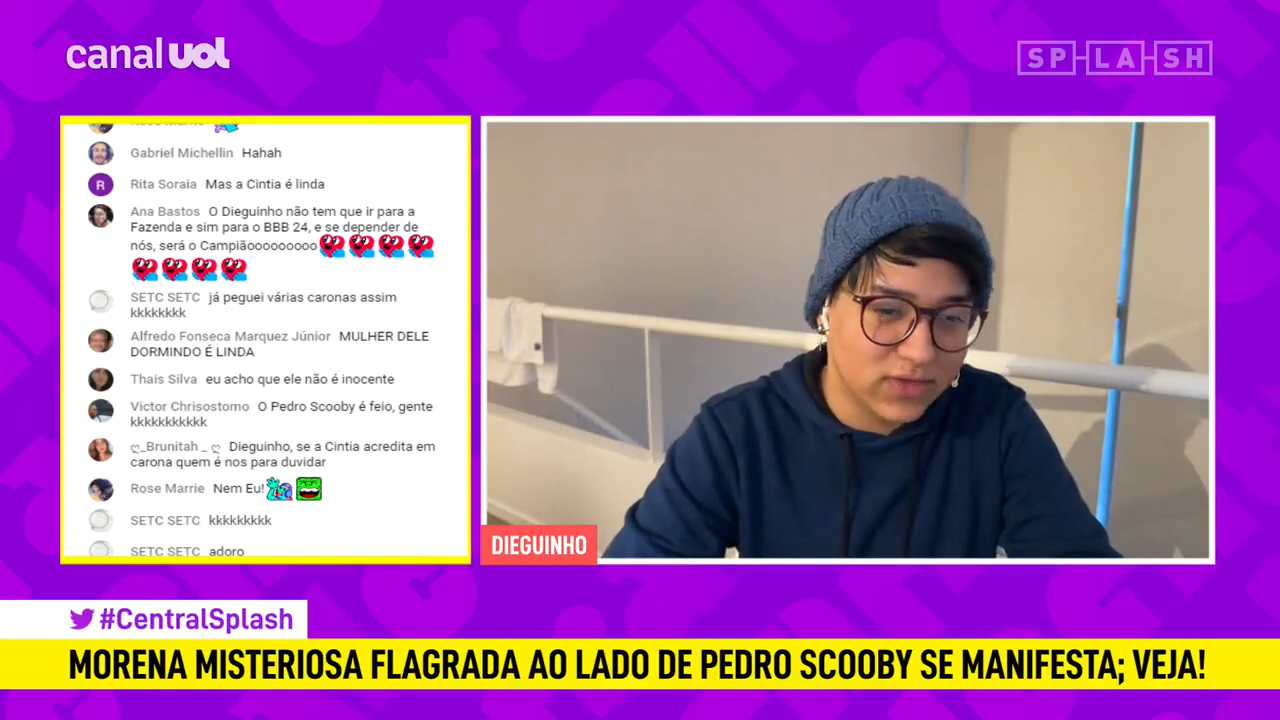 canal UOL
SPLASH
Gabriel Michellin Hahah
R
Rita Soraia Mas a Cintia é linda
Ana Bastos O Dieguinho não tem que ir para a
Fazenda e sim para o BBB 24, e se depender de
nós, será o Campiãooooooooo
SETC SETC já peguei várias caronas assim
kkkkkkkk
Alfredo Fonseca Marquez Júnior MULHER DELE
DORMINDO É LINDA
Thais Silva eu acho que ele não é inocente
Victor Chrisostomo O Pedro Scooby é feio, gente
kkkkkkkkkkk
ღ_Brunitah _ ღ Dieguinho, se a Cintia acredita em
carona quem é nos para duvidar
Rose Marrie Nem Eu!
SETC SETC kkkkkkkkk
SETC SETC adoro
DIEGUINHO
#CentralSplash
MORENA MISTERIOSA FLAGRADA AO LADO DE PEDRO SCOOBY SE MANIFESTA; VEJA!